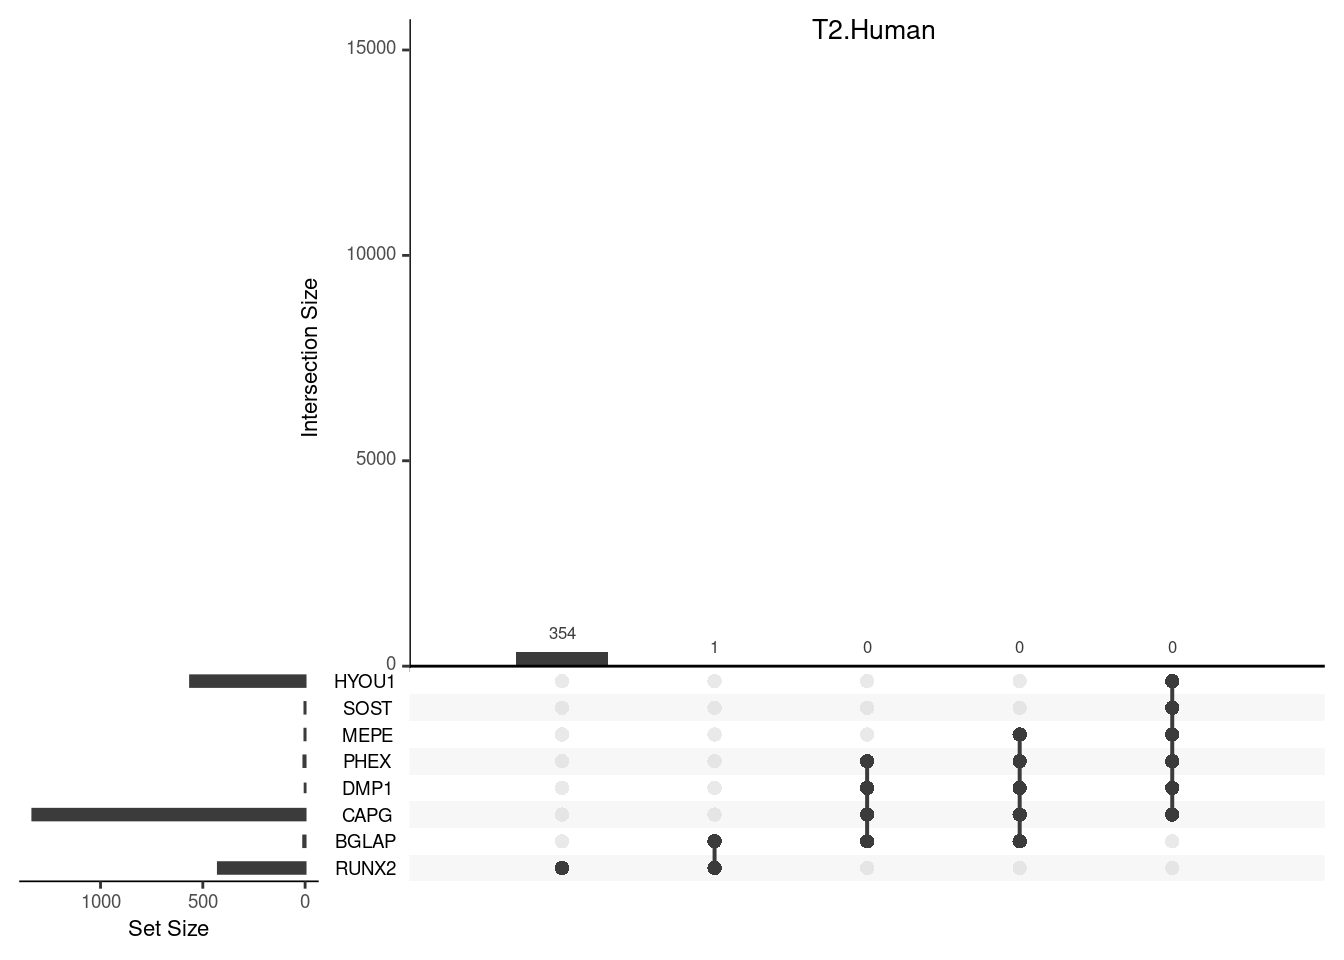 T2.Human
15000
10000
5000
0
Intersection Size
354
1
0
0
0
HYOU1
SOST
MEPE
PHEX
DMP1
CAPG
BGLAP
RUNX2
1000
500
0
Set Size